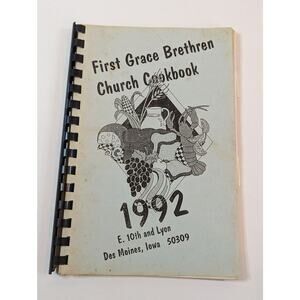 First Grace Brethren
Church Cookbook
1992
E. 10th and Lyon
Des Moines, Iowa 50309